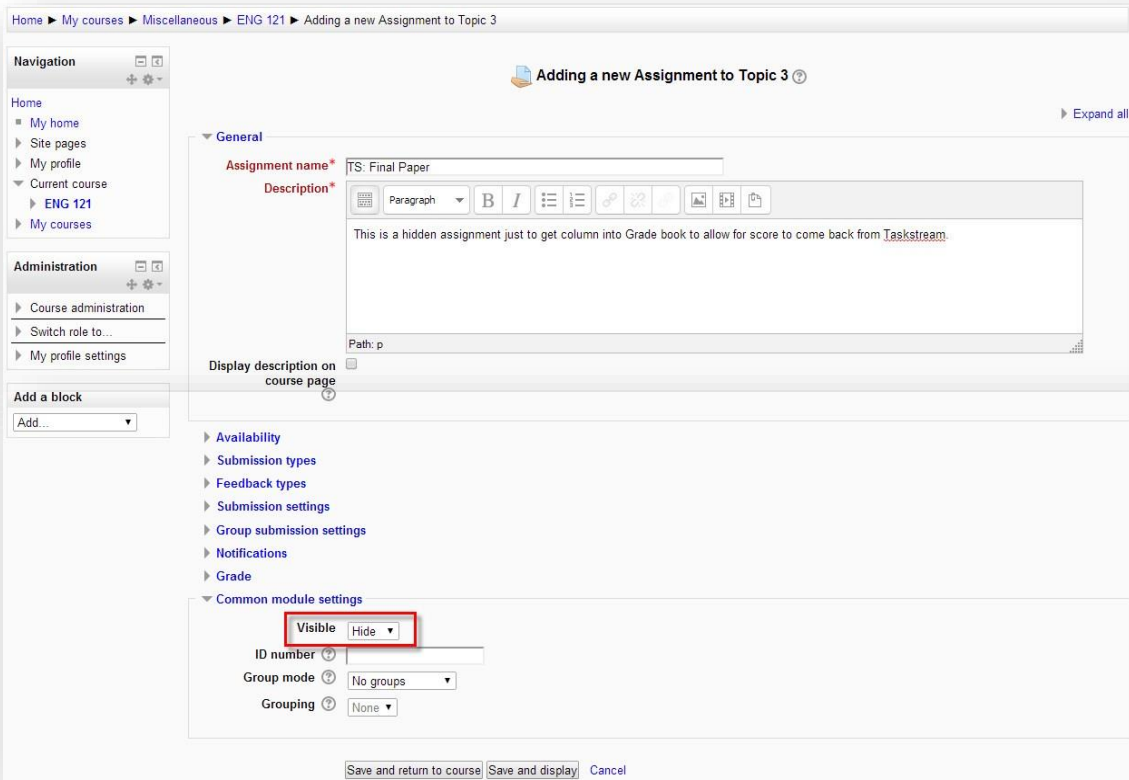 Home ► My courses ► Miscellaneous ► ENG 121 ► Adding a new Assignment to Topic 3
Navigation
Home
My home
Site pages
My profile
Current course
ENG 121
My courses
Administration
Course administration
Switch role to...
My profile settings
Add a block
Add...
Adding a new Assignment to Topic 3
Expand all
General
Assignment name* TS: Final Paper
Description*
Paragraph B I
This is a hidden assignment just to get column into Grade book to allow for score to come back from Taskstream.
Path: p
Display description on
course page
Availability
Submission types
Feedback types
Submission settings
Group submission settings
Notifications
Grade
Common module settings
Visible Hide
ID number
Group mode No groups
Grouping None
Save and return to course Save and display Cancel